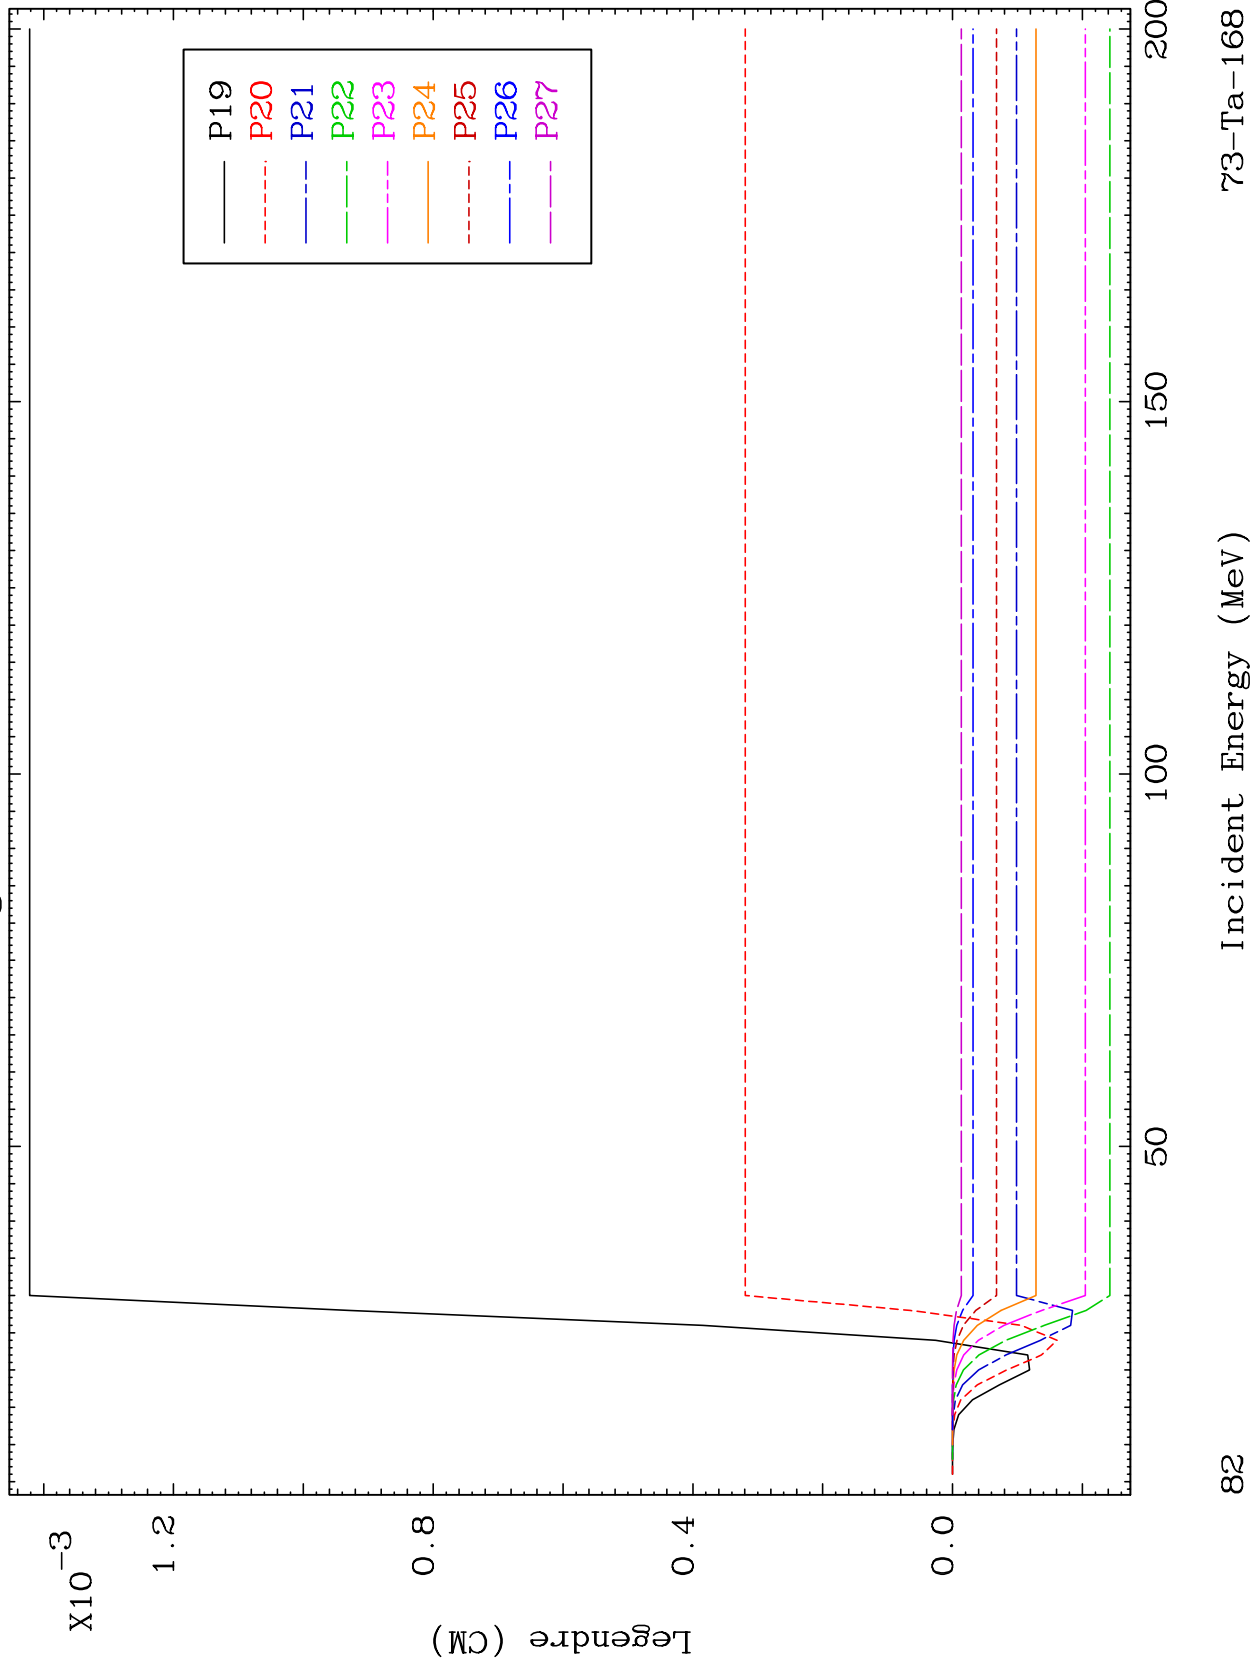 X10-3
1.2
0.8
0.4
0.0
Legendre (CM)
P19
P20
P21
P22
P23
P24
P25
P26
P27
50
100
150
200
82
Incident Energy (MeV)
73-Ta-168